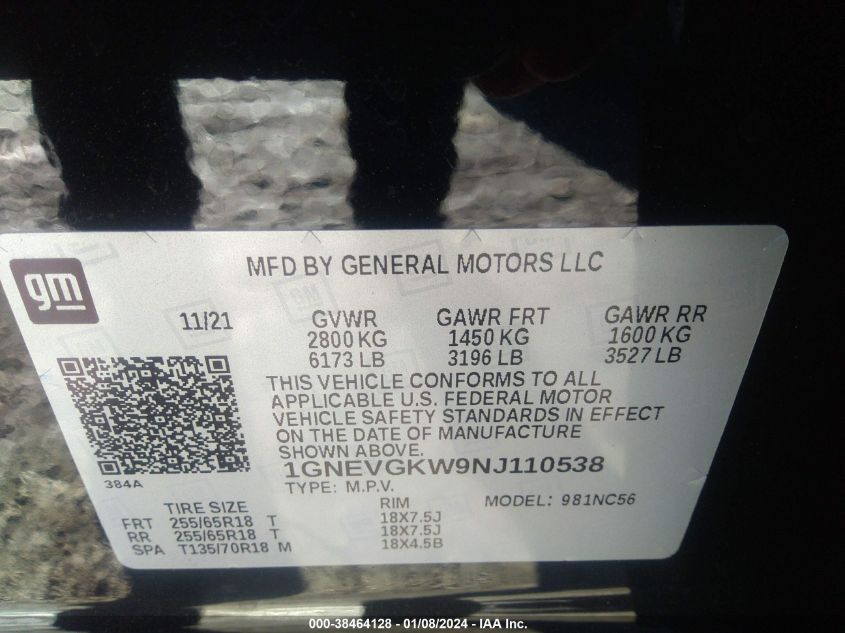 gm
MFD BY GENERAL MOTORS LLC
11/21 GVWR GAWR FRT GAWR RR
2800 KG 1450 KG 1600 KG
6173 LB 3196 LB 3527 LB
THIS VEHICLE CONFORMS TO ALL
APPLICABLE U.S. FEDERAL MOTOR
VEHICLE SAFETY STANDARDS IN EFFECT
ON THE DATE OF MANUFACTURE
SHOWN ABOVE.
384A
1GNEVGKW9NJ110538
TYPE: M.P.V.
TIRE SIZE RIM MODEL: 981NC56
FRT 255/65R18 T 18X7.5J
RR 255/65R18 T 18X7.5J
SPA T135/70R18 M 18X4.5B
000-38464128 - 01/08/2024 - IAA Inc.